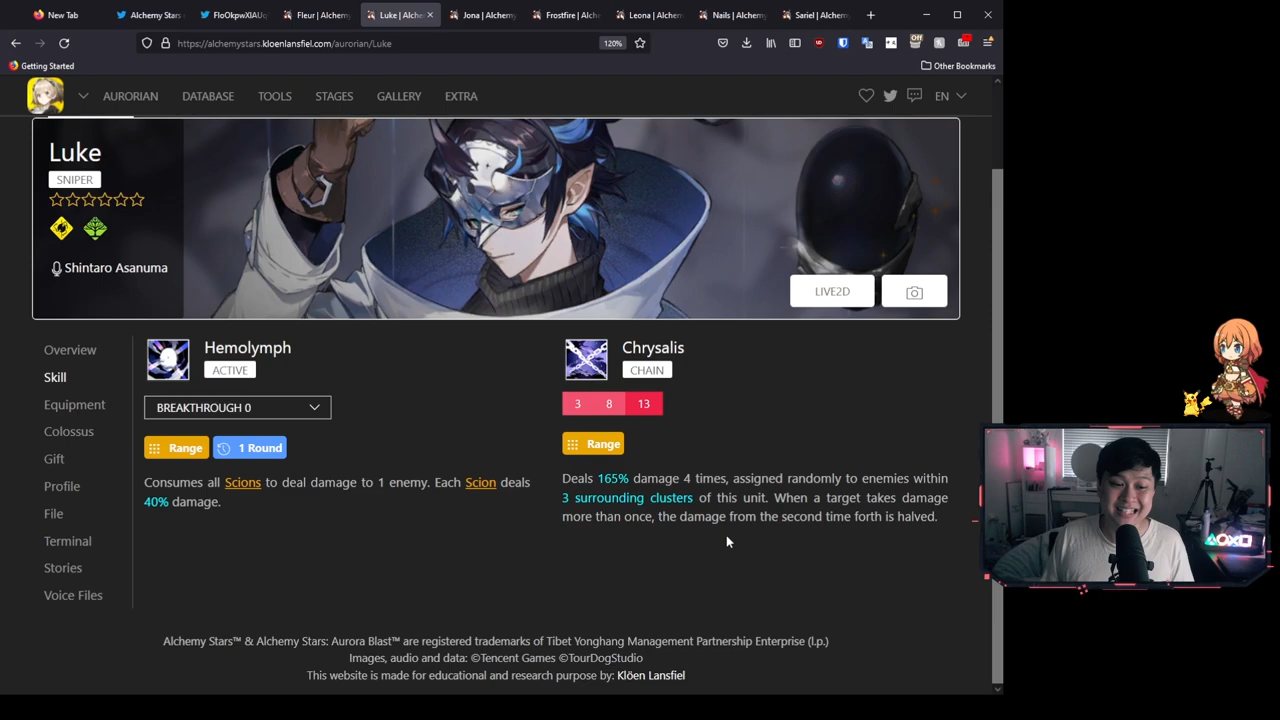 New Tab
Alchemy Stars
FloOkpwXIAUq
Fleur | Alchemy
Luke | Alche
Jona | Alchemy
Frostfire | Alche
Leona | Alchem
Nails | Alchemy
Sariel | Alchemy
https://alchemystars.kloenlansfiel.com/aurorian/Luke
120%
Off
Getting Started
Other Bookmarks
AURORIAN
DATABASE
TOOLS
STAGES
GALLERY
EXTRA
EN
Luke
SNIPER
Shintaro Asanuma
LIVE2D
Overview
Skill
Equipment
Colossus
Gift
Profile
File
Terminal
Stories
Voice Files
Hemolymph
ACTIVE
BREAKTHROUGH 0
Range
1 Round
Consumes all Scions to deal damage to 1 enemy. Each Scion deals
40% damage.
Chrysalis
CHAIN
3 8 13
Range
Deals 165% damage 4 times, assigned randomly to enemies within
3 surrounding clusters of this unit. When a target takes damage
more than once, the damage from the second time forth is halved.
Alchemy Stars™ & Alchemy Stars: Aurora Blast™ are registered trademarks of Tibet Yonghang Management Partnership Enterprise (l.p.)
Images, audio and data: ©Tencent Games ©TourDogStudio
This website is made for educational and research purpose by: Klöen Lansfiel